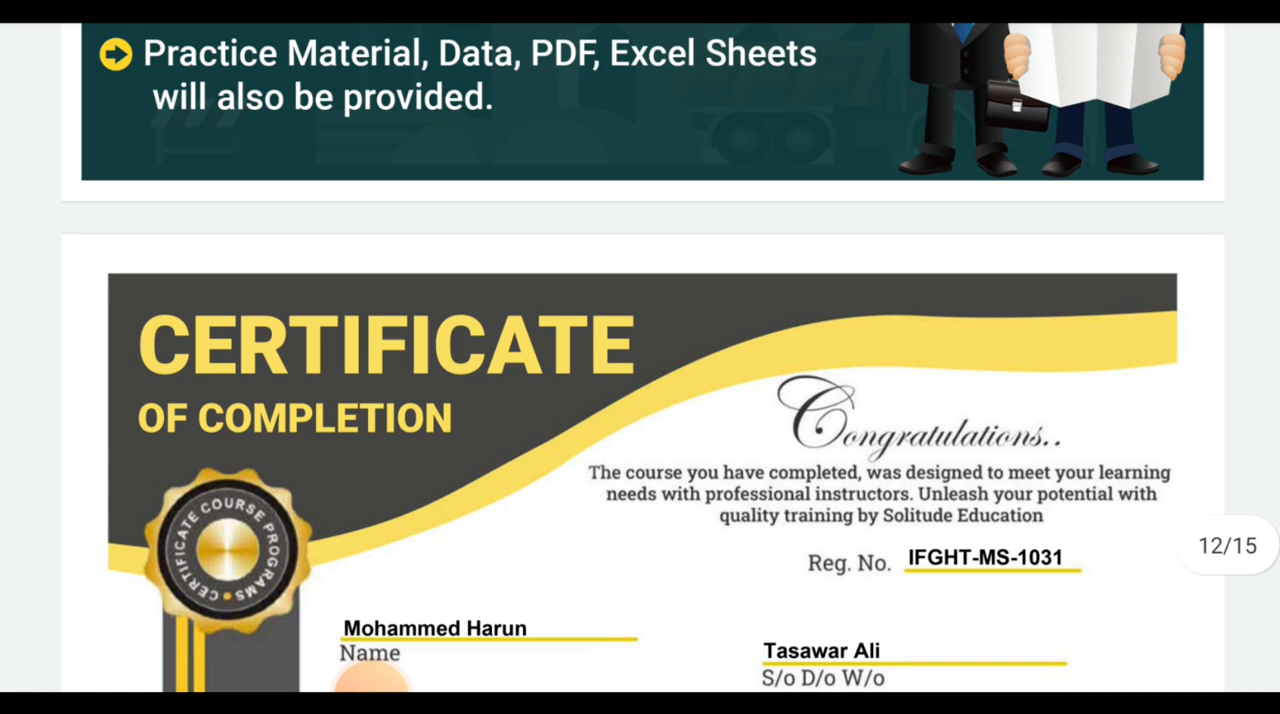 Practice Material, Data, PDF, Excel Sheets
will also be provided.
CERTIFICATE
OF COMPLETION
Congratulations..
The course you have completed, was designed to meet your learning
needs with professional instructors. Unleash your potential with
quality training by Solitude Education
CERTIFICATE COURSE PROGRAMS
12/15
Reg. No. IFGHT-MS-1031
Mohammed Harun
Name
Tasawar Ali
S/o D/o W/o